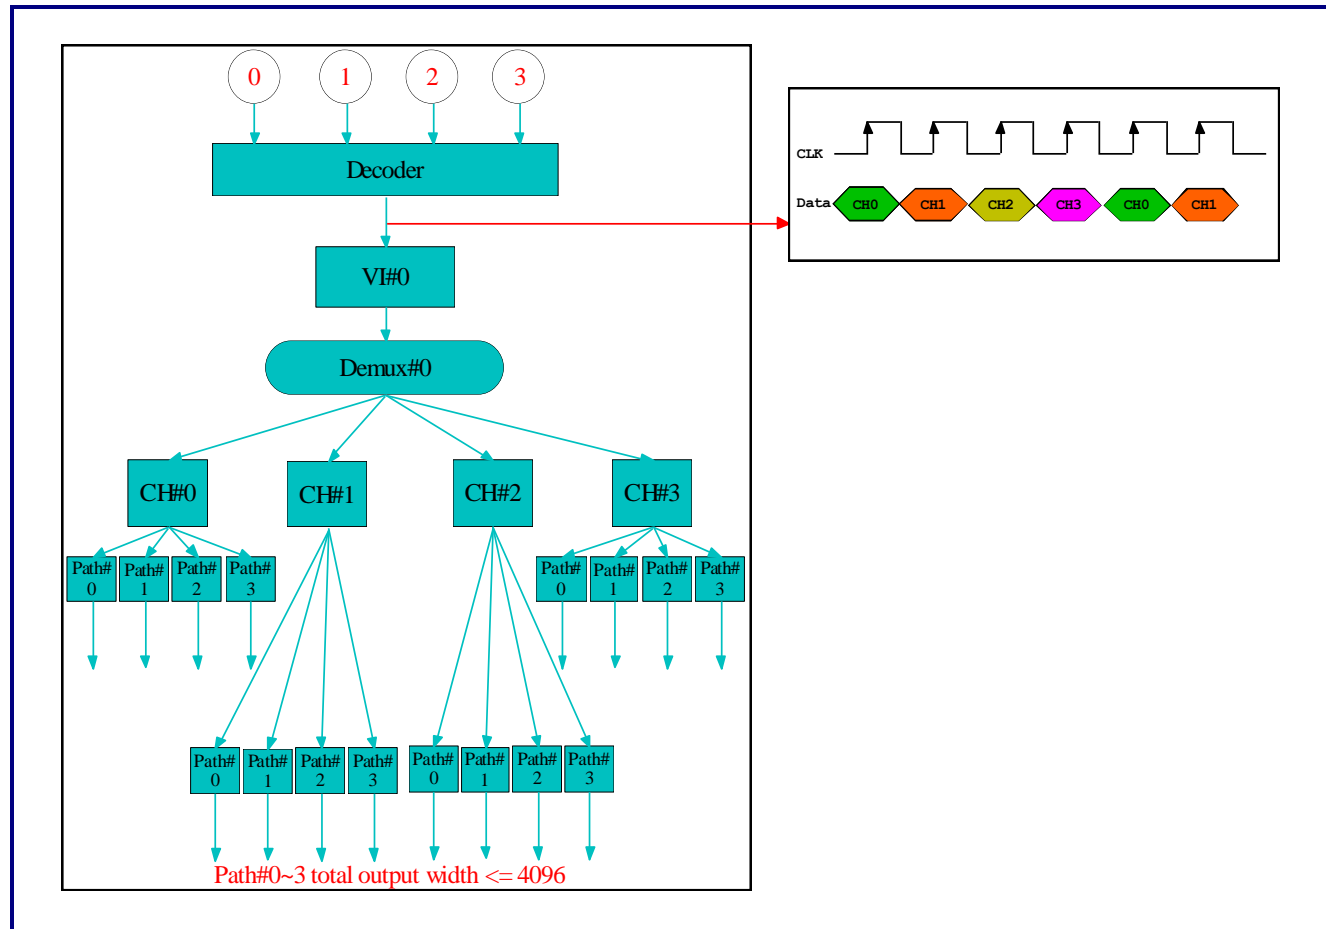 0 1 2 3
Decoder
CLK
Data CH0 CH1 CH2 CH3 CH0 CH1
VI#0
Demux#0
CH#0 CH#1 CH#2 CH#3
Path# Path# Path# Path# Path# Path# Path# Path#
0 1 2 3 0 1 2 3
Path# Path# Path# Path# Path# Path# Path# Path#
0 1 2 3 0 1 2 3
Path#0~3 total output width <= 4096